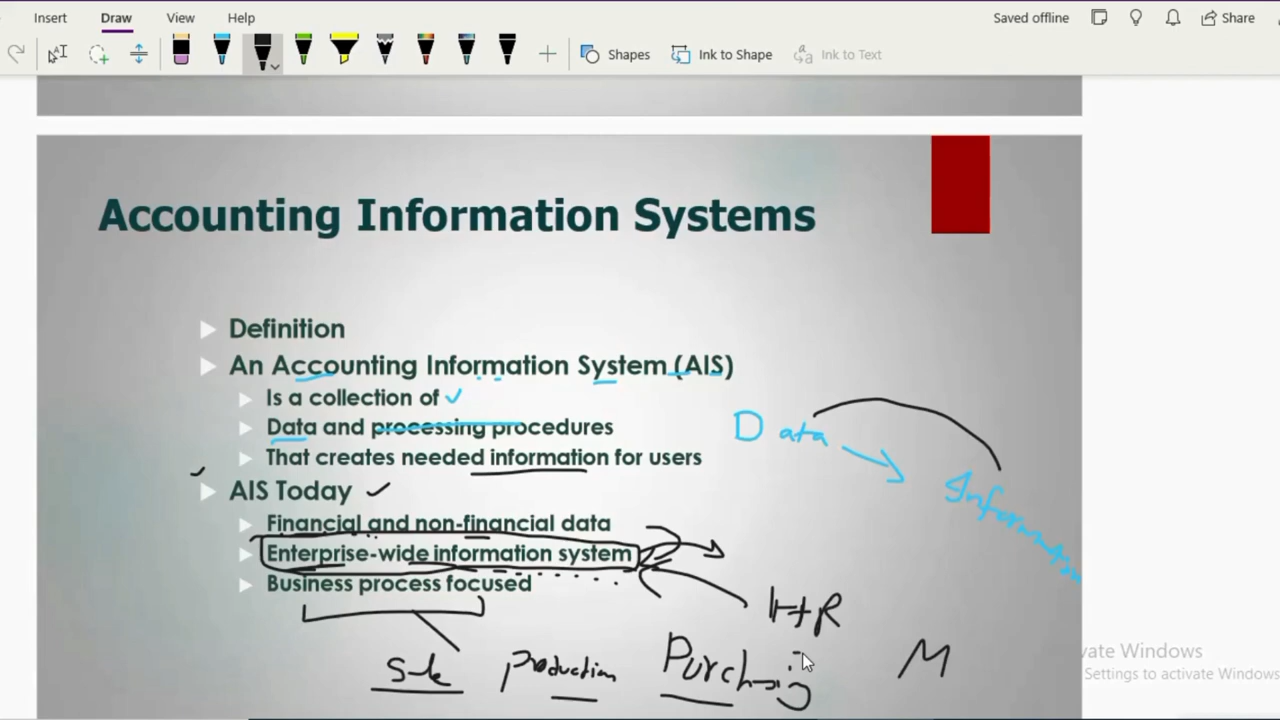 Insert Draw View Help Saved offline Share
Shapes Ink to Shape Ink to Text
Accounting Information Systems
Definition
An Accounting Information System (AIS)
Is a collection of
Data and processing procedures
Data
That creates needed information for users
AIS Today
Information
Financial and non-financial data
Enterprise-wide information system
Business process focused
HR
Sale production Purchasing M
vate Windows
Settings to activate Windows